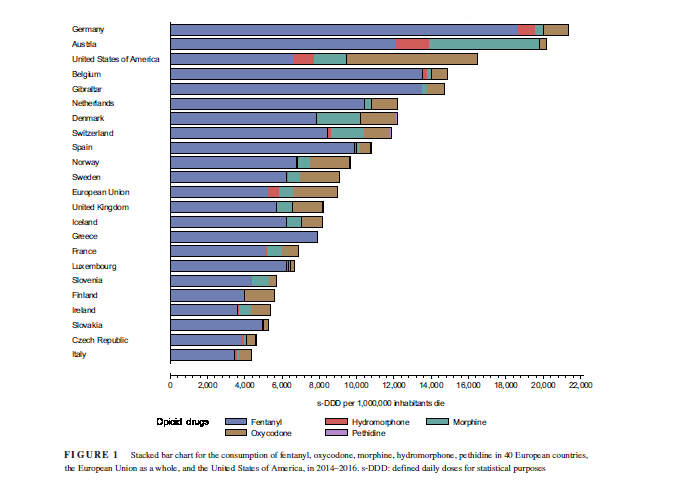 Germany
Austria
United States of America
Belgium
Gibraltar
Netherlands
Denmark
Switzerland
Spain
Norway
Sweden
European Union
United Kingdom
Iceland
Greece
France
Luxembourg
Slovenia
Finland
Ireland
Slovakia
Czech Republic
Italy
0 2,000 4,000 6,000 8,000 10,000 12,000 14,000 16,000 18,000 20,000 22,000
s-DDD per 1,000,000 inhabitants die
Opioid drugs Fentanyl Hydromorphone Morphine
Oxycodone Pethidine
FIGURE 1 Stacked bar chart for the consumption of fentanyl, oxycodone, morphine, hydromorphone, pethidine in 40 European countries,
the European Union as a whole, and the United States of America, in 2014–2016. s-DDD: defined daily doses for statistical purposes